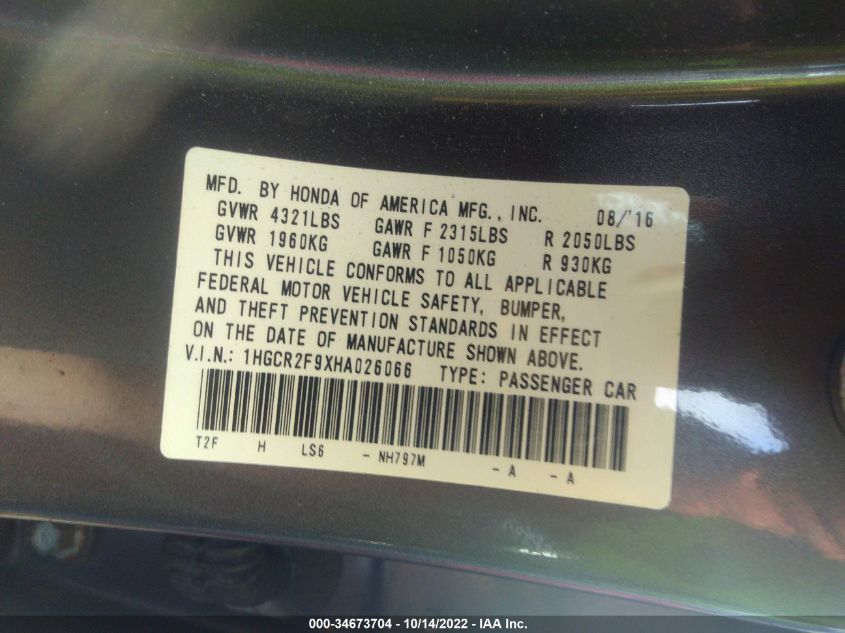 MFD. BY HONDA OF AMERICA MFG., INC. 08/'16
GVWR 4321LBS GAWR F 2315LBS R 2050LBS
GVWR 1960KG GAWR F 1050KG R 930KG
THIS VEHICLE CONFORMS TO ALL APPLICABLE
FEDERAL MOTOR VEHICLE SAFETY, BUMPER,
AND THEFT PREVENTION STANDARDS IN EFFECT
ON THE DATE OF MANUFACTURE SHOWN ABOVE.
V.I.N.: 1HGCR2F9XHA026066 TYPE: PASSENGER CAR
T2F H LS6 - NH797M - A - A
000-34673704 - 10/14/2022 - IAA Inc.